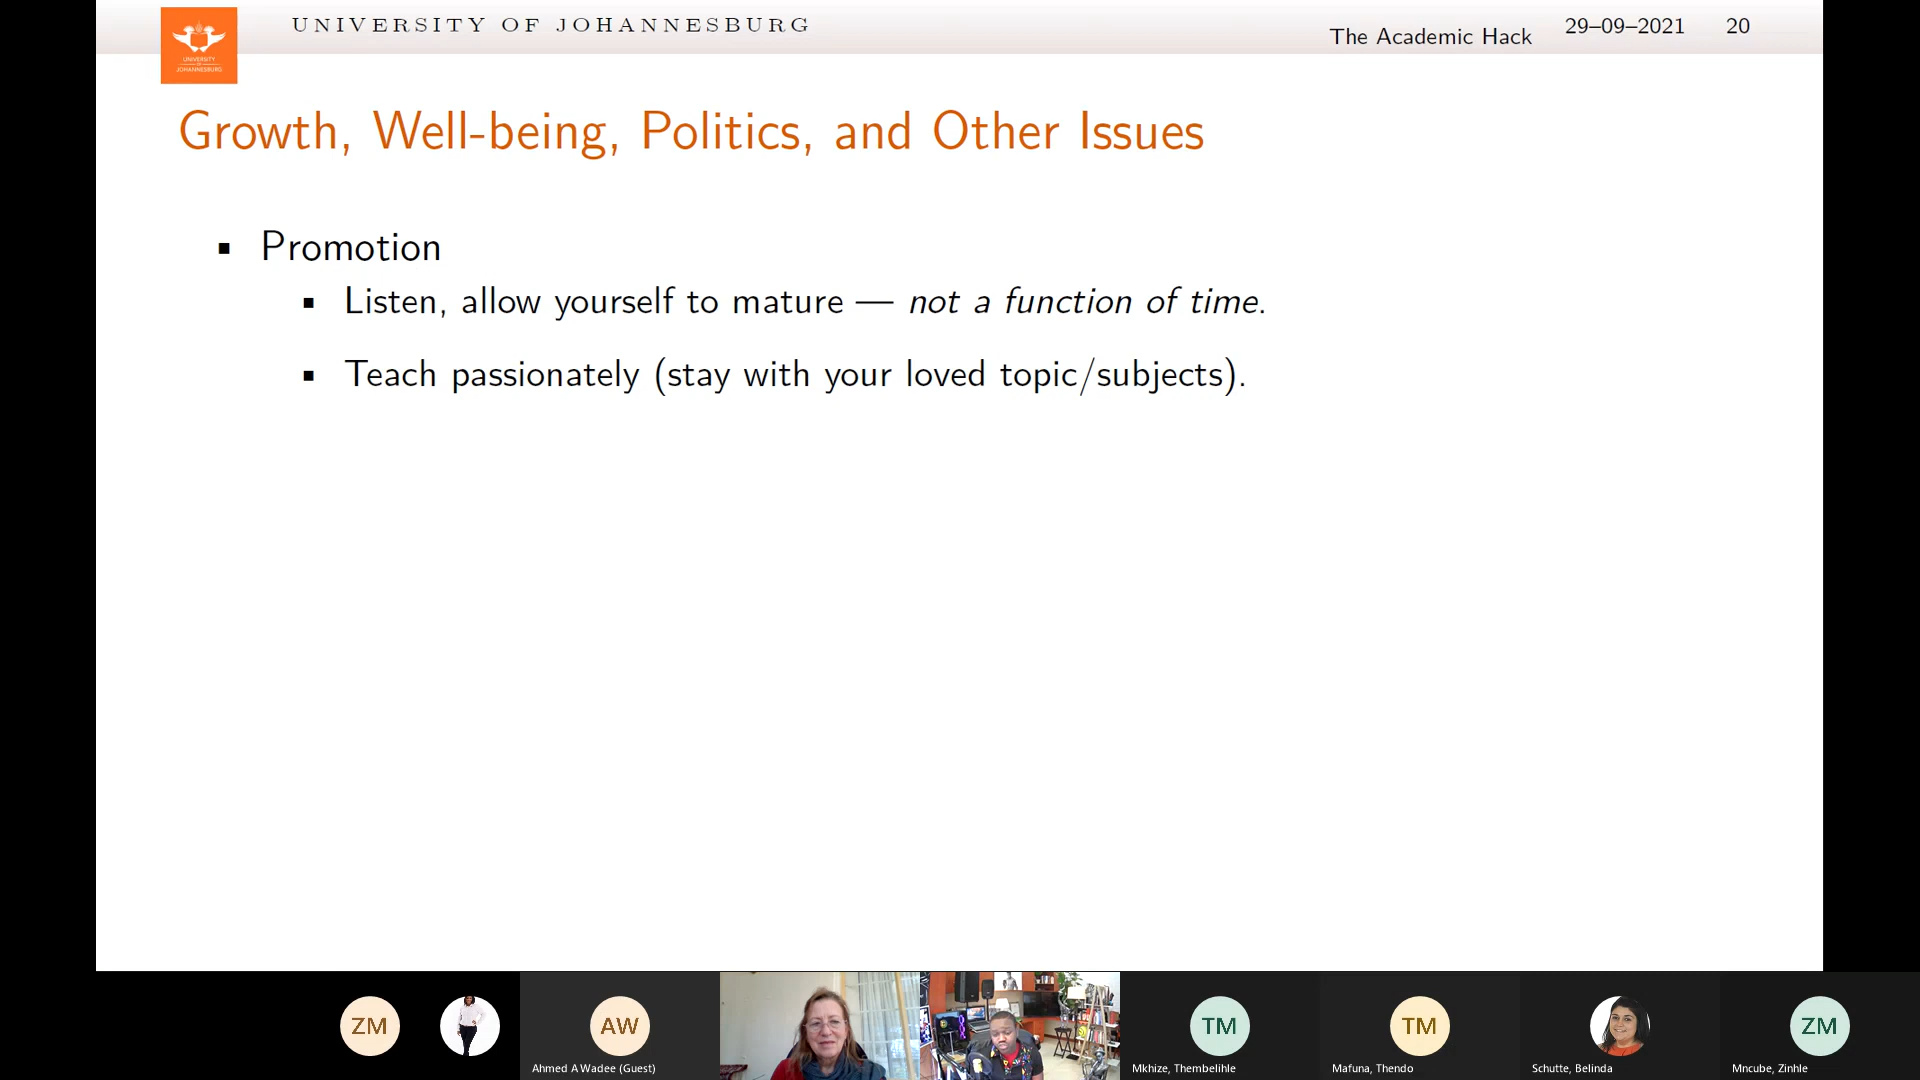 UNIVERSITY OF JOHANNESBURG
The Academic Hack 29–09–2021 20
UNIVERSITY
OF
JOHANNESBURG
Growth, Well-being, Politics, and Other Issues
▪ Promotion
▪ Listen, allow yourself to mature — not a function of time.
▪ Teach passionately (stay with your loved topic/subjects).
ZM
AW
TM
TM
ZM
Ahmed A Wadee (Guest)
Mkhize, Thembelihle
Mafuna, Thendo
Schutte, Belinda
Mncube, Zinhle